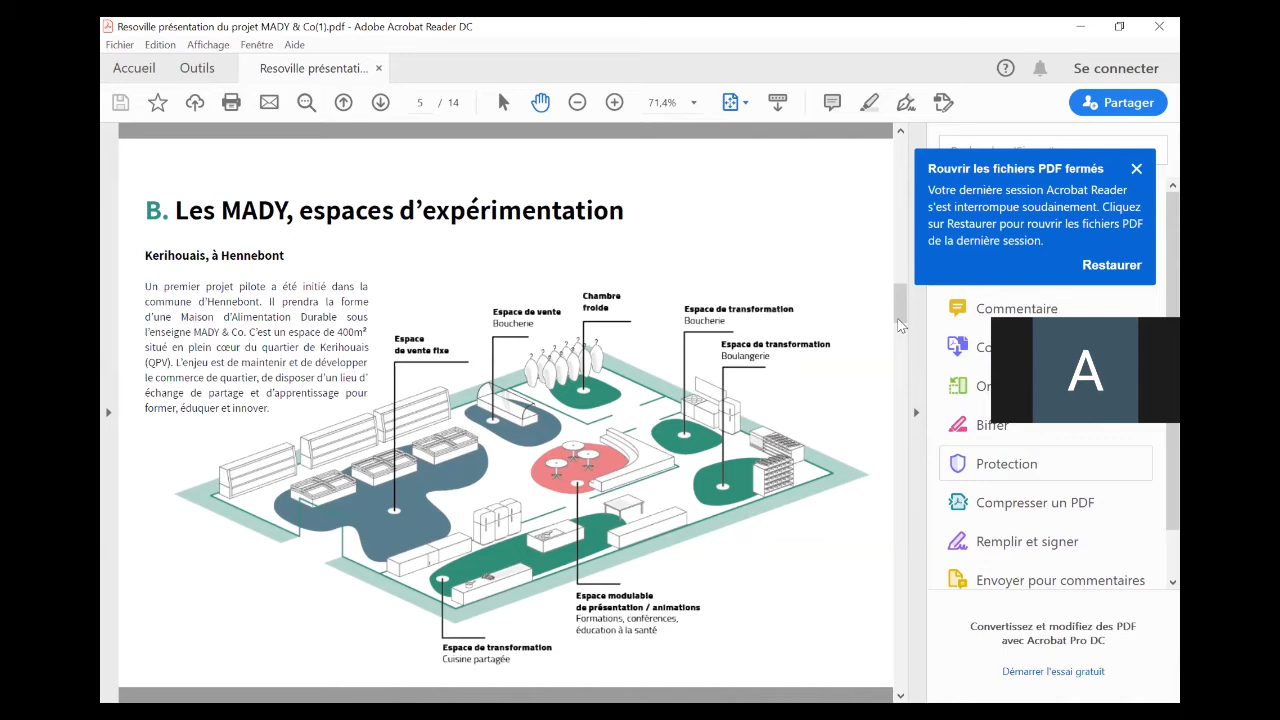 Resoville présentation du projet MADY & Co(1).pdf - Adobe Acrobat Reader DC
Fichier Edition Affichage Fenêtre Aide
Accueil Outils Resoville présentati... × Se connecter
5 / 14 71,4% Partager
B. Les MADY, espaces d'expérimentation
Kerihouais, à Hennebont
Un premier projet pilote a été initié dans la
commune d'Hennebont. Il prendra la forme
d'une Maison d'Alimentation Durable sous
l'enseigne MADY & Co. C'est un espace de 400m²
situé en plein cœur du quartier de Kerihouais
(QPV). L'enjeu est de maintenir et de développer
le commerce de quartier, de disposer d'un lieu d'
échange de partage et d'apprentissage pour
former, éduquer et innover.
Espace
de vente fixe
Espace de vente
Boucherie
Chambre
froide
Espace de transformation
Boucherie
Espace de transformation
Boulangerie
Espace modulable
de présentation / animations
Formations, conférences,
éducation à la santé
Espace de transformation
Cuisine partagée
Rouvrir les fichiers PDF fermés
Votre dernière session Acrobat Reader
s'est interrompue soudainement. Cliquez
sur Restaurer pour rouvrir les fichiers PDF
de la dernière session.
Restaurer
Commentaire
Co
A
Or
Biffer
Protection
Compresser un PDF
Remplir et signer
Envoyer pour commentaires
Convertissez et modifiez des PDF
avec Acrobat Pro DC
Démarrer l'essai gratuit